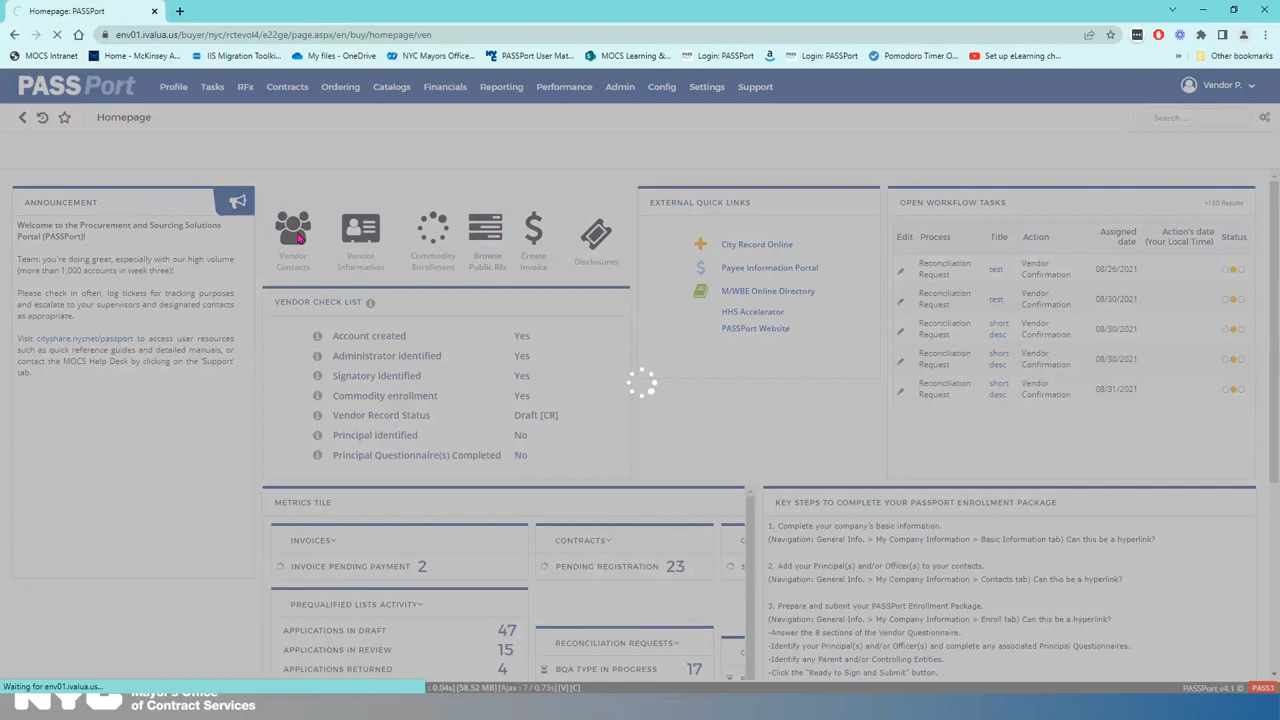 Homepage: PASSPort
env01.ivalua.us/buyer/nyc/rctevol4/e22ge/page.aspx/en/buy/homepage/ven
MOCS Intranet
Home - McKinsey A...
IIS Migration Toolki...
My files - OneDrive
NYC Mayors Office...
PASSPort User Mat...
MOCS Learning &...
Login: PASSPort
Login: PASSPort
Pomodoro Timer O...
Set up eLearning ch...
»
Other bookmarks
PASSPort
Profile
Tasks
RFx
Contracts
Ordering
Catalogs
Financials
Reporting
Performance
Admin
Config
Settings
Support
Vendor P.
Homepage
Search ...
ANNOUNCEMENT
Welcome to the Procurement and Sourcing Solutions
Portal (PASSPort)!
Team: you're doing great, especially with our high volume
(more than 1,000 accounts in week three)!
Please check in often, log tickets for tracking purposes
and escalate to your supervisors and designated contacts
as appropriate.
Visit cityshare.nycnet/passport to access user resources
such as quick reference guides and detailed manuals, or
contact the MOCS Help Desk by clicking on the 'Support'
tab.
Vendor
Contacts
Vendor
Information
Commodity
Enrollment
Browse
Public Rfx
Create
Invoice
Disclosures
VENDOR CHECK LIST
Account created Yes
Administrator identified Yes
Signatory identified Yes
Commodity enrollment Yes
Vendor Record Status Draft [CR]
Principal identified No
Principal Questionnaire(s) Completed No
EXTERNAL QUICK LINKS
City Record Online
Payee Information Portal
M/WBE Online Directory
HHS Accelerator
PASSPort Website
OPEN WORKFLOW TASKS
+150 Results
Edit Process Title Action Assigned date Action's date (Your Local Time) Status
Reconciliation Request test Vendor Confirmation 08/26/2021
Reconciliation Request test Vendor Confirmation 08/30/2021
Reconciliation Request short desc Vendor Confirmation 08/30/2021
Reconciliation Request short desc Vendor Confirmation 08/30/2021
Reconciliation Request short desc Vendor Confirmation 08/31/2021
METRICS TILE
INVOICES
INVOICE PENDING PAYMENT 2
CONTRACTS
PENDING REGISTRATION 23
PREQUALIFIED LISTS ACTIVITY
APPLICATIONS IN DRAFT 47
APPLICATIONS IN REVIEW 15
APPLICATIONS RETURNED 4
RECONCILIATION REQUESTS
BQA TYPE IN PROGRESS 17
KEY STEPS TO COMPLETE YOUR PASSPORT ENROLLMENT PACKAGE
1. Complete your company's basic information.
(Navigation: General Info. > My Company Information > Basic Information tab) Can this be a hyperlink?
2. Add your Principal(s) and/or Officer(s) to your contacts.
(Navigation: General Info. > My Company Information > Contacts tab) Can this be a hyperlink?
3. Prepare and submit your PASSPort Enrollment Package.
(Navigation: General Info. > My Company Information > Enroll tab) Can this be a hyperlink?
-Answer the 8 sections of the Vendor Questionnaire.
-Identify your Principal(s) and/or Officer(s) and complete any associated Principal Questionnaires.
-Identify any Parent and/or Controlling Entities.
-Click the "Ready to Sign and Submit" button.
Waiting for env01.ivalua.us...
: 0.04s] [58.52 MB] [Ajax : 7 / 0.73s] [V] [C]
PASSPort v4.1 ©
PASS3
NYC
Mayor's Office
of Contract Services